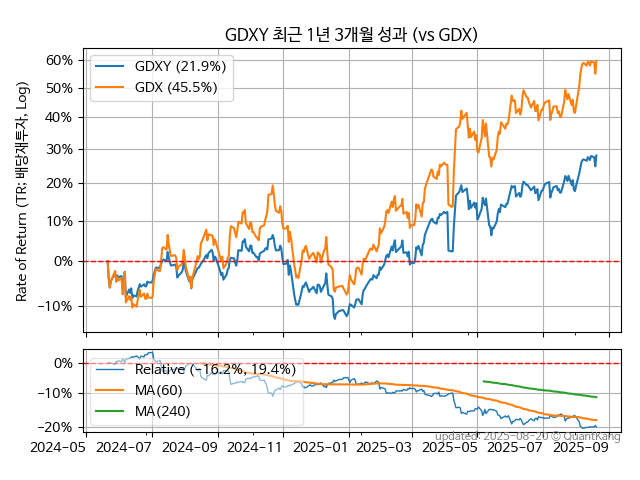 GDXY 최근 1년 3개월 성과 (vs GDX)
Rate of Return (TR: 배당재투자, Log)
60%
50%
40%
30%
20%
10%
0%
−10%
GDXY (21.9%)
GDX (45.5%)
0%
−10%
−20%
Relative (−16.2%, 19.4%)
MA(60)
MA(240)
updated: 2025-08-20 © QuantKang
2024-05 2024-07 2024-09 2024-11 2025-01 2025-03 2025-05 2025-07 2025-09